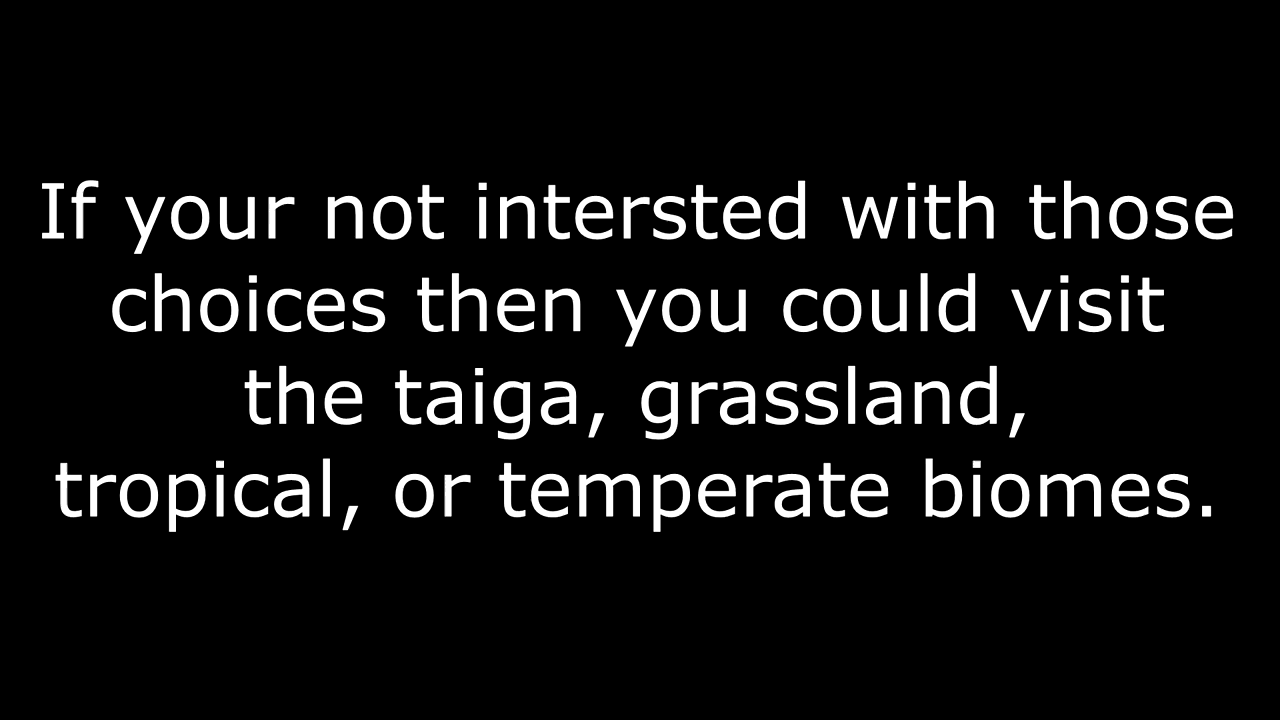 If your not intersted with those
choices then you could visit
the taiga, grassland,
tropical, or temperate biomes.